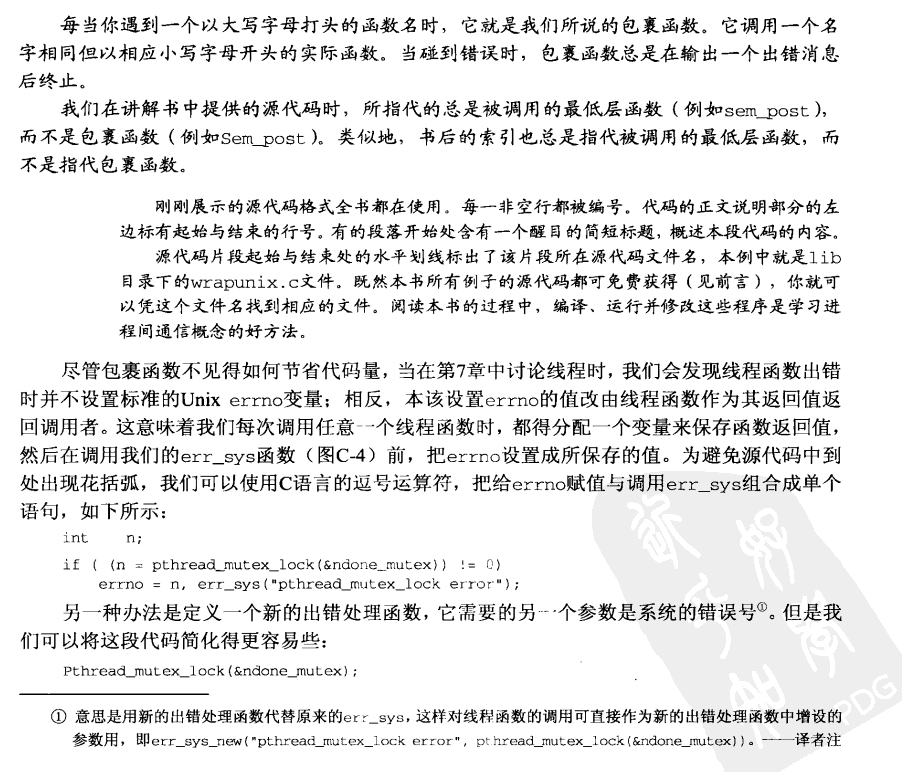 每当你遇到一个以大写字母打头的函数名时，它就是我们所说的包裹函数。它调用一个名
字相同但以相应小写字母开头的实际函数。当碰到错误时，包裹函数总是在输出一个出错消息
后终止。
我们在讲解书中提供的源代码时，所指代的总是被调用的最低层函数（例如sem_post），
而不是包裹函数（例如Sem_post）。类似地，书后的索引也总是指代被调用的最低层函数，而
不是指代包裹函数。
刚刚展示的源代码格式全书都在使用。每一非空行都被编号。代码的正文说明部分的左
边标有起始与结束的行号。有的段落开始处含有一个醒目的简短标题，概述本段代码的内容。
源代码片段起始与结束处的水平划线标出了该片段所在源代码文件名，本例中就是lib
目录下的wrapunix.c文件。既然本书所有例子的源代码都可免费获得（见前言），你就可
以凭这个文件名找到相应的文件。阅读本书的过程中，编译、运行并修改这些程序是学习进
程间通信概念的好方法。
尽管包裹函数不见得如何节省代码量，当在第7章中讨论线程时，我们会发现线程函数出错
时并不设置标准的Unix errno变量；相反，本该设置errno的值改由线程函数作为其返回值返
回调用者。这意味着我们每次调用任意一个线程函数时，都得分配一个变量来保存函数返回值，
然后在调用我们的err_sys函数（图C-4）前，把errno设置成所保存的值。为避免源代码中到
处出现花括弧，我们可以使用C语言的逗号运算符，把给errno赋值与调用err_sys组合成单个
语句，如下所示：
int n;
if ( (n = pthread_mutex_lock(&ndone_mutex)) != 0)
errno = n, err_sys("pthread_mutex_lock error");
另一种办法是定义一个新的出错处理函数，它需要的另一个参数是系统的错误号①。但是我
们可以将这段代码简化得更容易些：
Pthread_mutex_lock(&ndone_mutex);
① 意思是用新的出错处理函数代替原来的err_sys，这样对线程函数的调用可直接作为新的出错处理函数中增设的
参数用，即err_sys_new("pthread_mutex_lock error", pthread_mutex_lock(&ndone_mutex))。——译者注
PDG